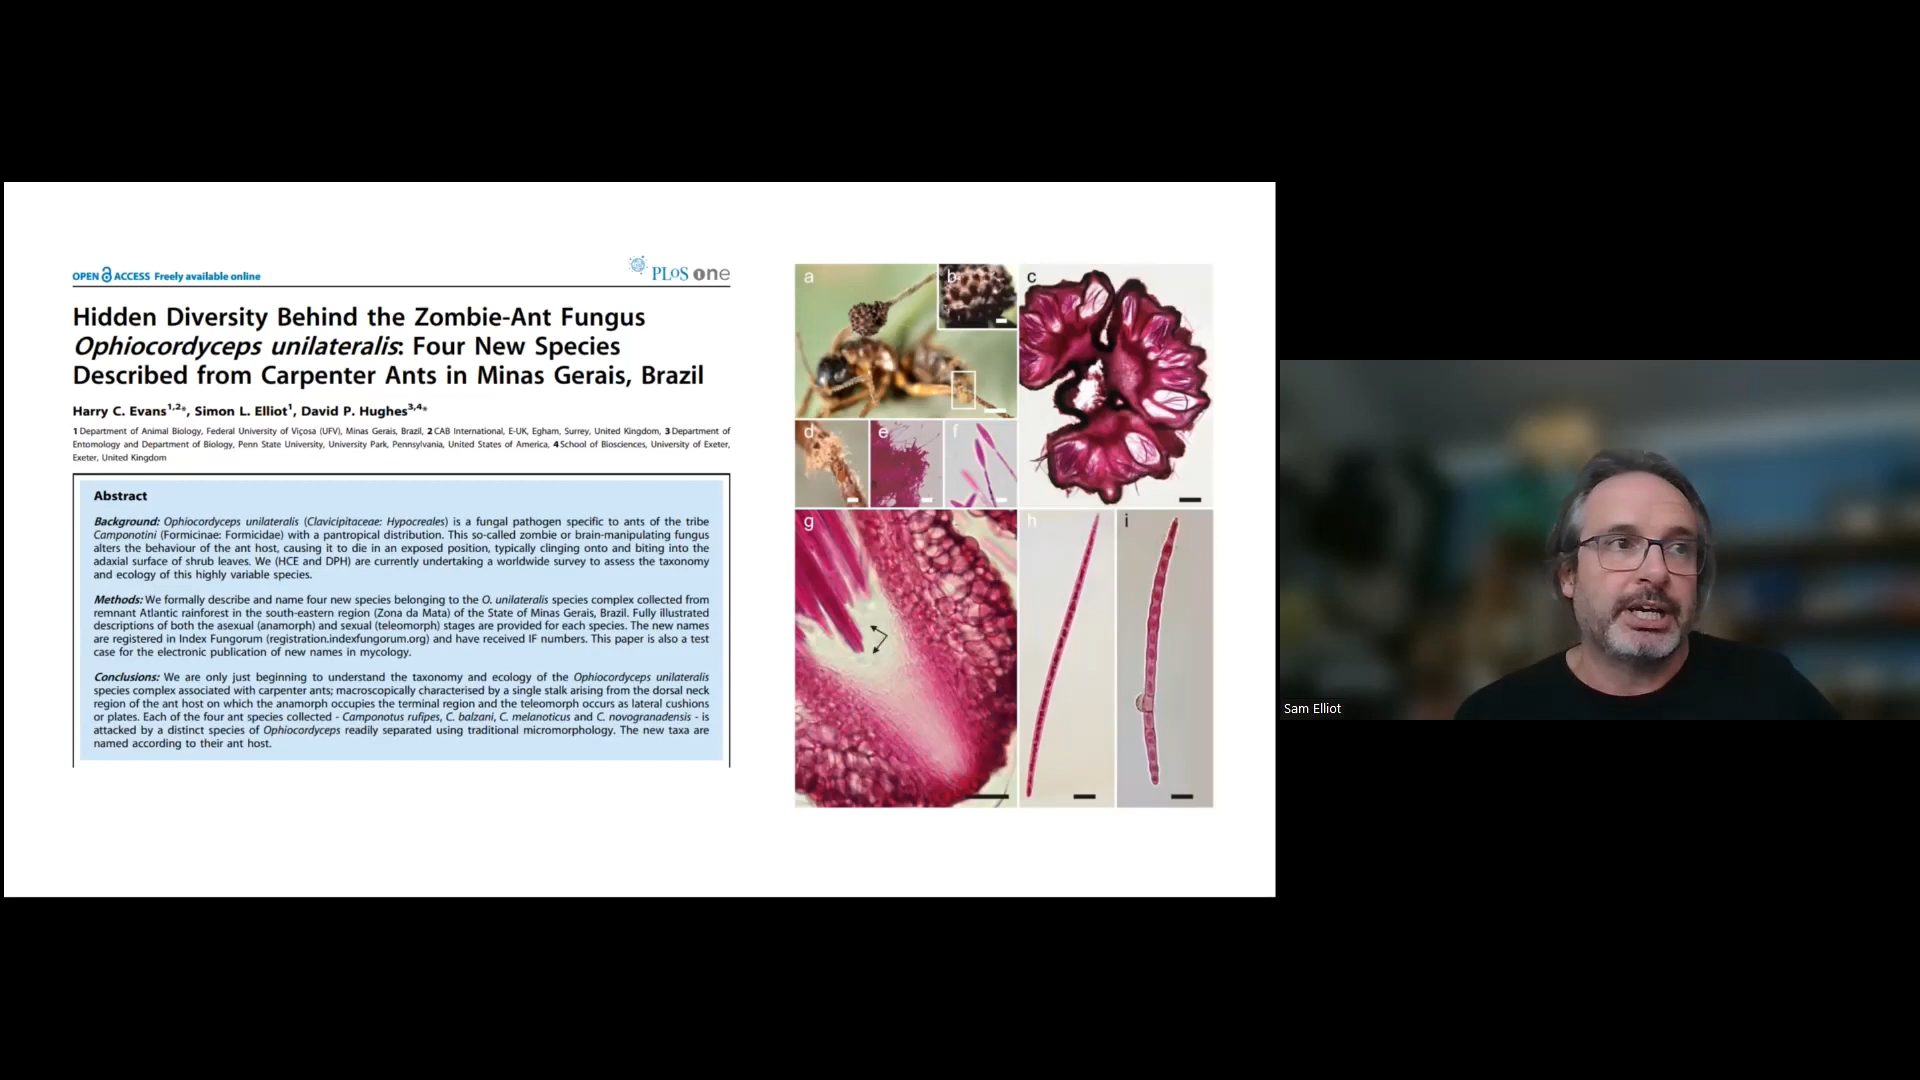 OPEN ACCESS Freely available online
PLoS one
Hidden Diversity Behind the Zombie-Ant Fungus
Ophiocordyceps unilateralis: Four New Species
Described from Carpenter Ants in Minas Gerais, Brazil
Harry C. Evans1,2*, Simon L. Elliot1, David P. Hughes3,4*
1 Department of Animal Biology, Federal University of Viçosa (UFV), Minas Gerais, Brazil, 2 CAB International, E-UK, Egham, Surrey, United Kingdom, 3 Department of
Entomology and Department of Biology, Penn State University, University Park, Pennsylvania, United States of America, 4 School of Biosciences, University of Exeter,
Exeter, United Kingdom
Abstract
Background: Ophiocordyceps unilateralis (Clavicipitaceae: Hypocreales) is a fungal pathogen specific to ants of the tribe
Camponotini (Formicinae: Formicidae) with a pantropical distribution. This so-called zombie or brain-manipulating fungus
alters the behaviour of the ant host, causing it to die in an exposed position, typically clinging onto and biting into the
adaxial surface of shrub leaves. We (HCE and DPH) are currently undertaking a worldwide survey to assess the taxonomy
and ecology of this highly variable species.
Methods: We formally describe and name four new species belonging to the O. unilateralis species complex collected from
remnant Atlantic rainforest in the south-eastern region (Zona da Mata) of the State of Minas Gerais, Brazil. Fully illustrated
descriptions of both the asexual (anamorph) and sexual (teleomorph) stages are provided for each species. The new names
are registered in Index Fungorum (registration.indexfungorum.org) and have received IF numbers. This paper is also a test
case for the electronic publication of new names in mycology.
Conclusions: We are only just beginning to understand the taxonomy and ecology of the Ophiocordyceps unilateralis
species complex associated with carpenter ants; macroscopically characterised by a single stalk arising from the dorsal neck
region of the ant host on which the anamorph occupies the terminal region and the teleomorph occurs as lateral cushions
or plates. Each of the four ant species collected - Camponotus rufipes, C. balzani, C. melanoticus and C. novogranadensis - is
attacked by a distinct species of Ophiocordyceps readily separated using traditional micromorphology. The new taxa are
named according to their ant host.
a
b
c
d
e
f
g
h
i
Sam Elliot